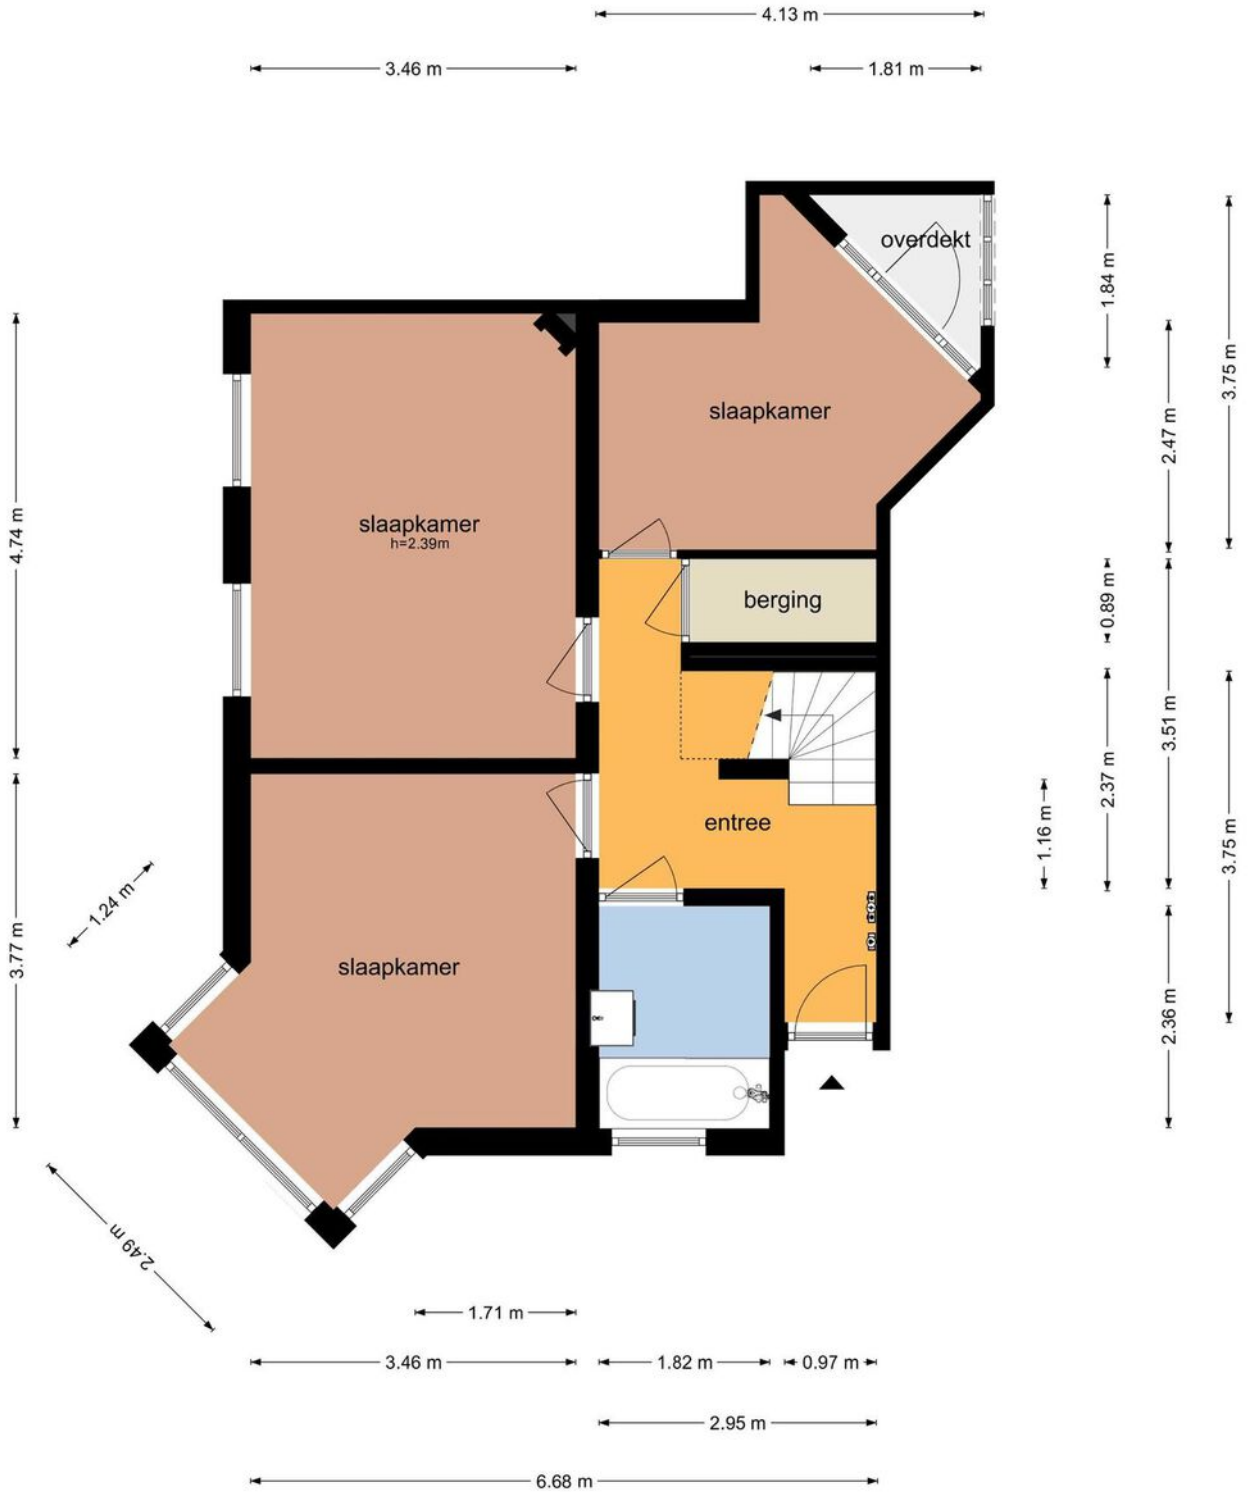 4.13 m
3.46 m
1.81 m
overdekt
1.84 m
3.75 m
slaapkamer
2.47 m
4.74 m
slaapkamer
h=2.39m
berging
0.89 m
3.51 m
2.37 m
entree
1.16 m
3.75 m
1.24 m
3.77 m
slaapkamer
2.36 m
2.49 m
1.71 m
3.46 m
1.82 m
0.97 m
2.95 m
6.68 m